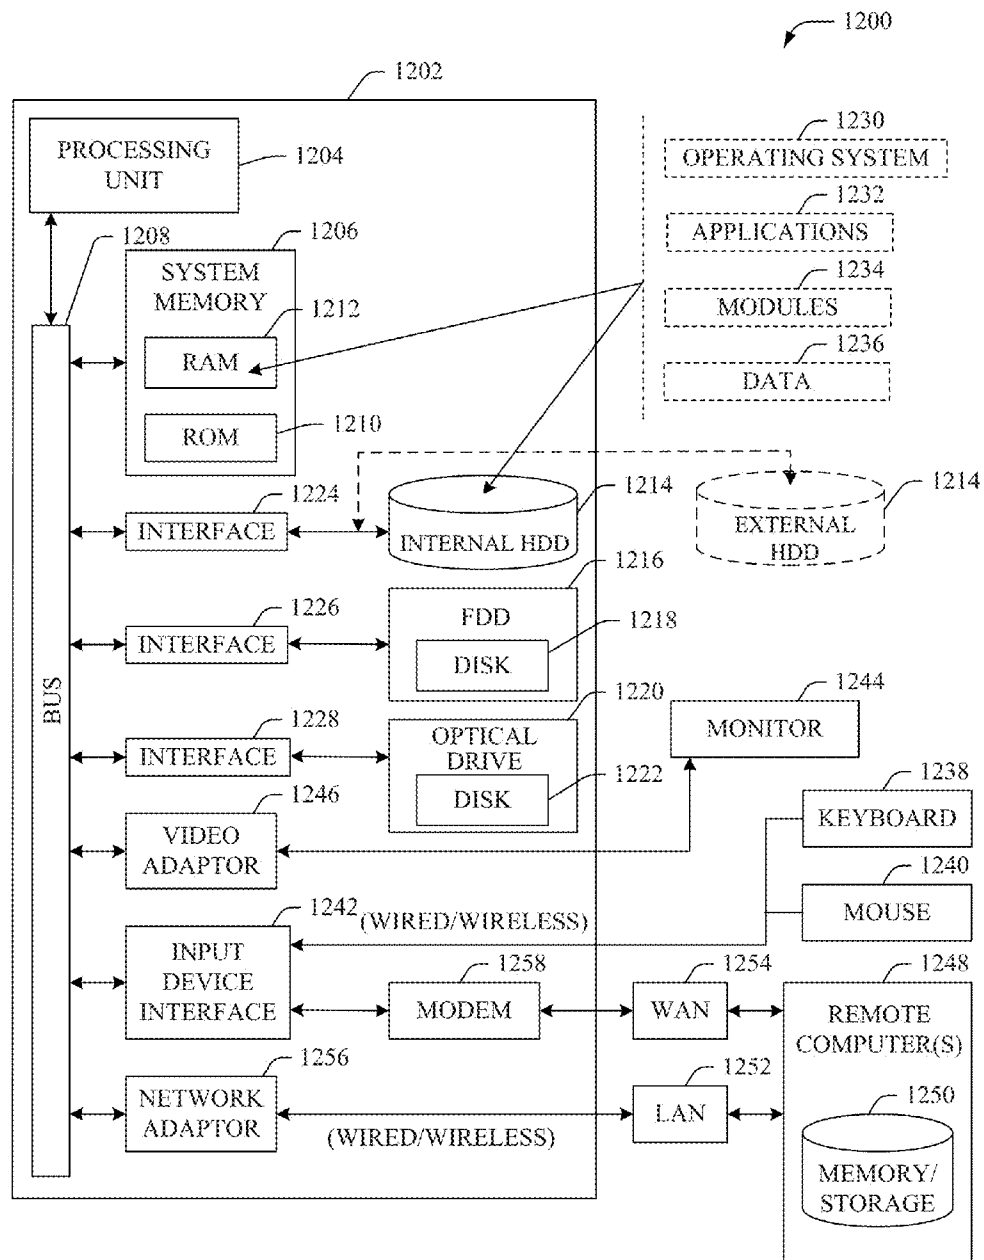 1200
1202
PROCESSING
UNIT
1204
1230
OPERATING SYSTEM
1232
APPLICATIONS
1234
MODULES
1236
DATA
1208
1206
SYSTEM
MEMORY
1212
RAM
ROM
1210
1224
INTERFACE
INTERNAL HDD
1214
EXTERNAL
HDD
1214
1216
1226
INTERFACE
FDD
1218
DISK
BUS
1220
1228
INTERFACE
OPTICAL
DRIVE
1222
DISK
1244
MONITOR
1246
VIDEO
ADAPTOR
1238
KEYBOARD
1240
MOUSE
1242
(WIRED/WIRELESS)
INPUT
DEVICE
INTERFACE
1258
MODEM
1254
WAN
1248
REMOTE
COMPUTER(S)
1256
NETWORK
ADAPTOR
(WIRED/WIRELESS)
1252
LAN
1250
MEMORY/
STORAGE